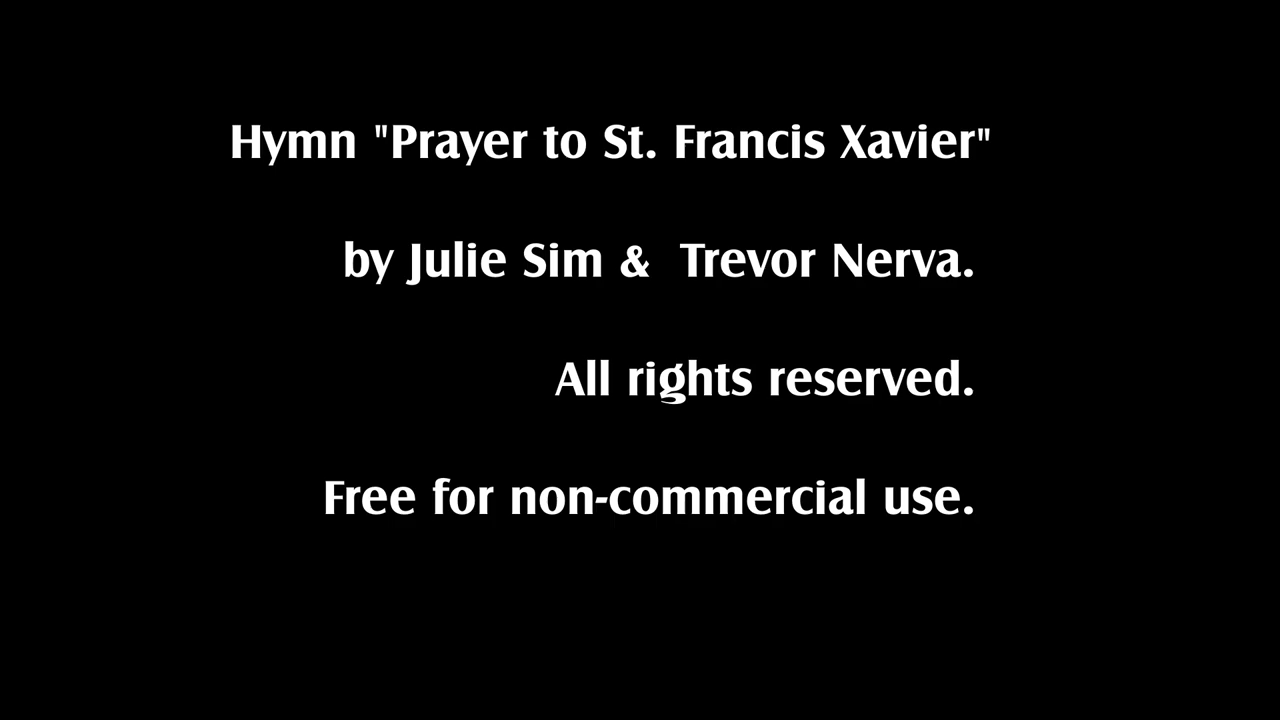 Hymn "Prayer to St. Francis Xavier"
by Julie Sim &  Trevor Nerva.
All rights reserved.
Free for non-commercial use.